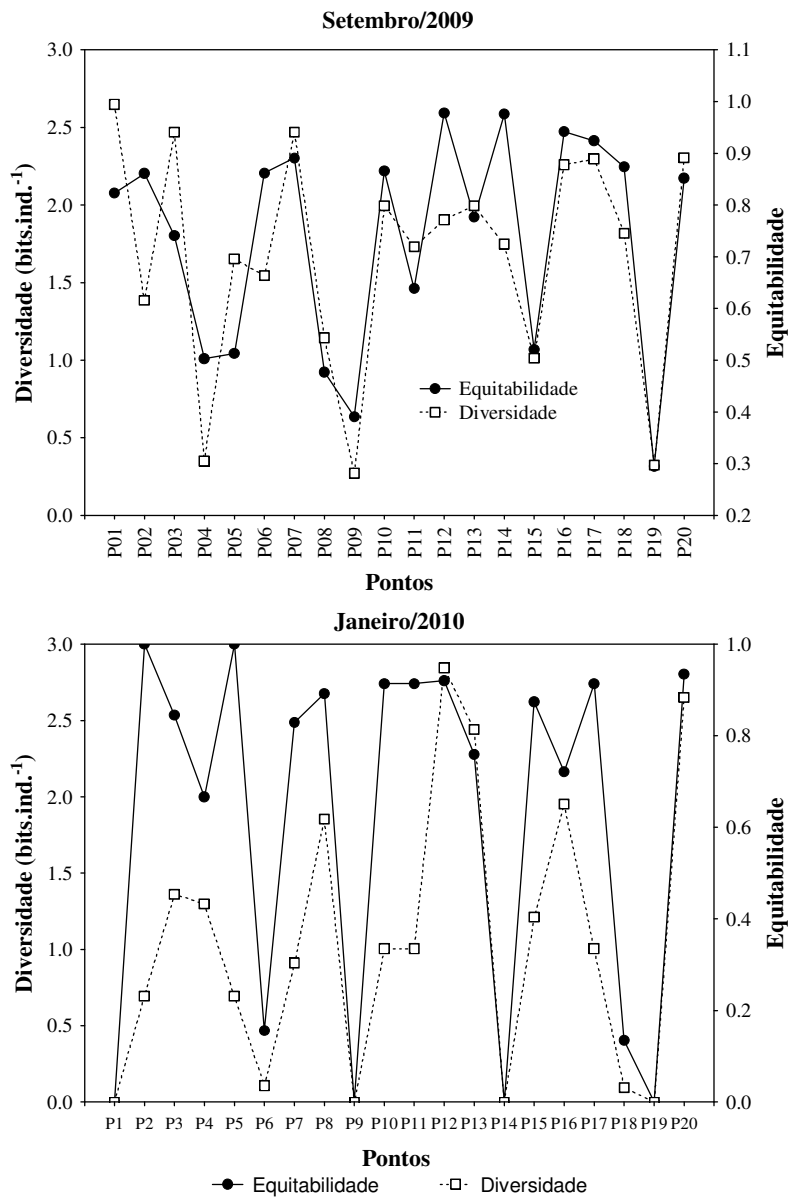 Setembro/2009
3.0
2.5
2.0
1.5
1.0
0.5
0.0
Diversidade (bits.ind.⁻¹)
1.1
1.0
0.9
0.8
0.7
0.6
0.5
0.4
0.3
0.2
Equitabilidade
Equitabilidade
Diversidade
P01 P02 P03 P04 P05 P06 P07 P08 P09 P10 P11 P12 P13 P14 P15 P16 P17 P18 P19 P20
Pontos
Janeiro/2010
3.0
2.5
2.0
1.5
1.0
0.5
0.0
Diversidade (bits.ind.⁻¹)
1.0
0.8
0.6
0.4
0.2
0.0
Equitabilidade
P1 P2 P3 P4 P5 P6 P7 P8 P9 P10 P11 P12 P13 P14 P15 P16 P17 P18 P19 P20
Pontos
Equitabilidade Diversidade